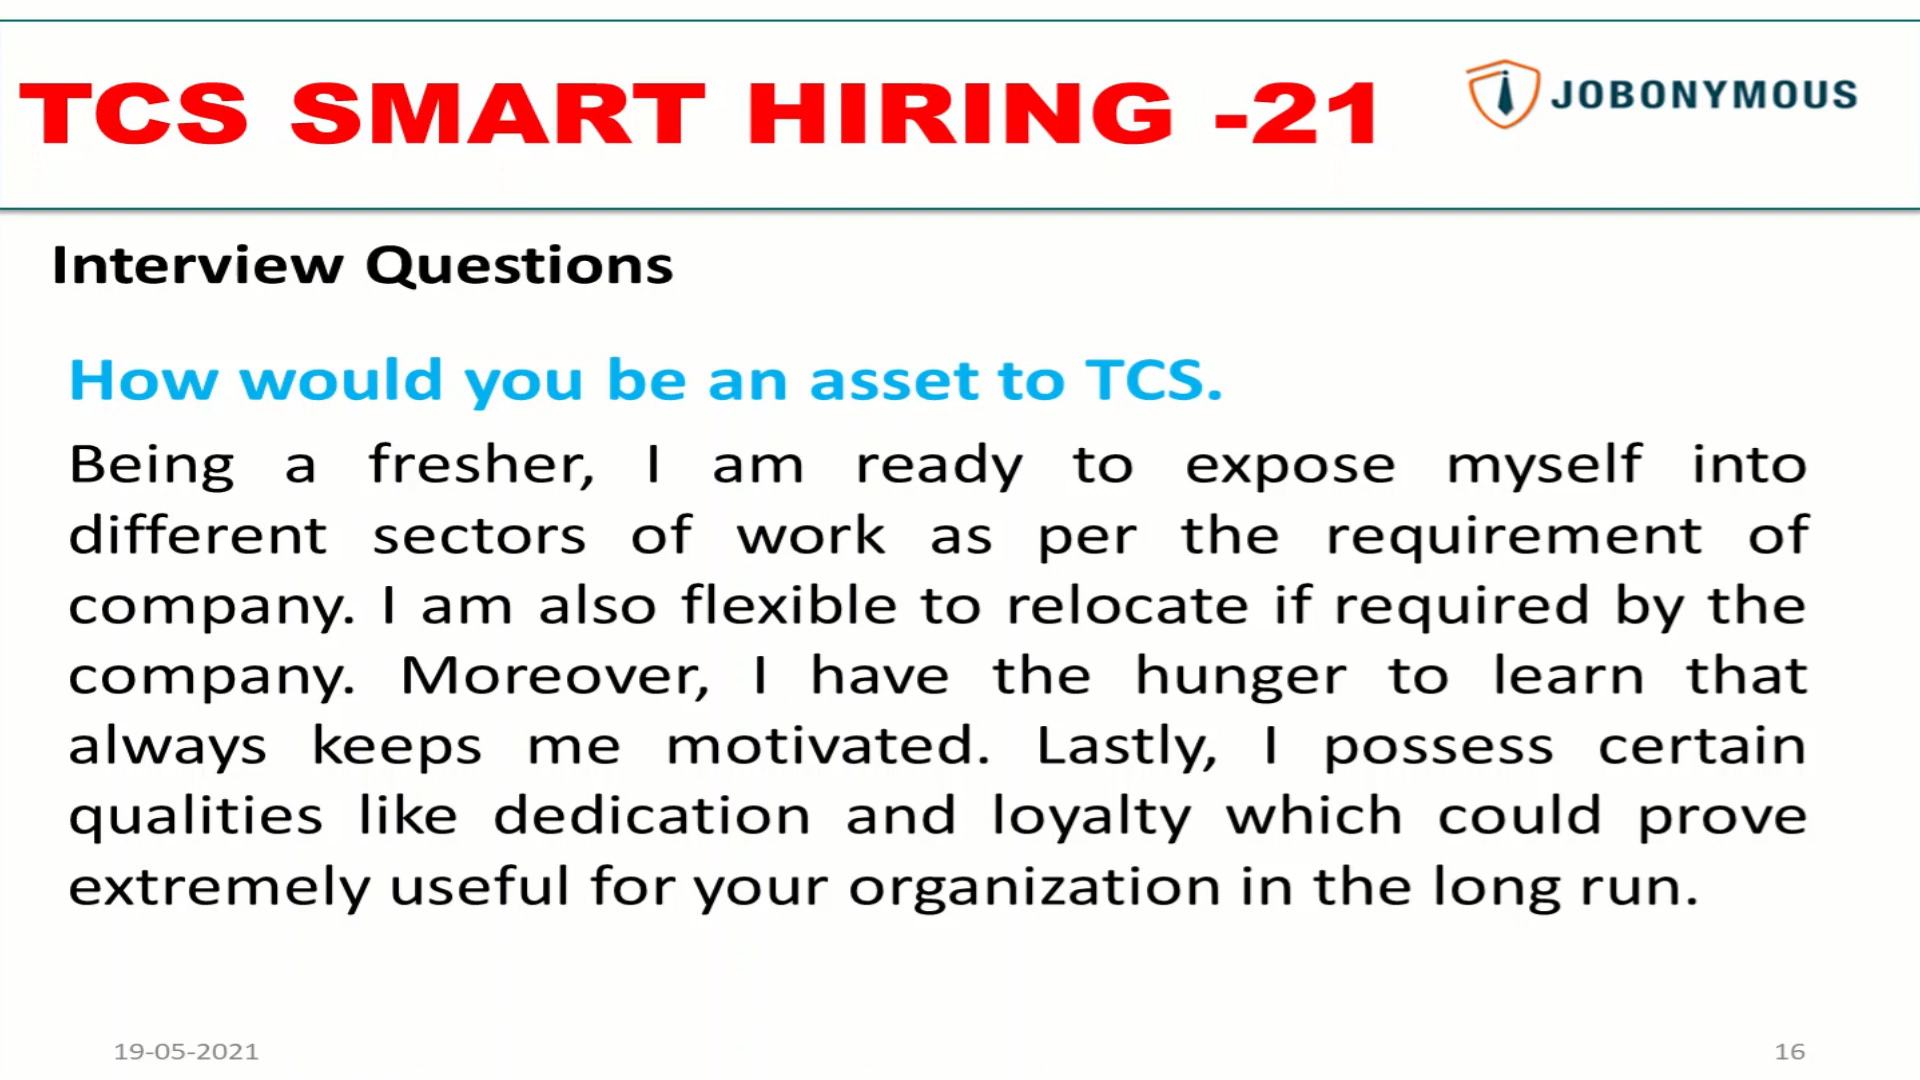 TCS SMART HIRING -21
JOBONYMOUS
Interview Questions
How would you be an asset to TCS.
Being a fresher, I am ready to expose myself into
different sectors of work as per the requirement of
company. I am also flexible to relocate if required by the
company. Moreover, I have the hunger to learn that
always keeps me motivated. Lastly, I possess certain
qualities like dedication and loyalty which could prove
extremely useful for your organization in the long run.
19-05-2021
16